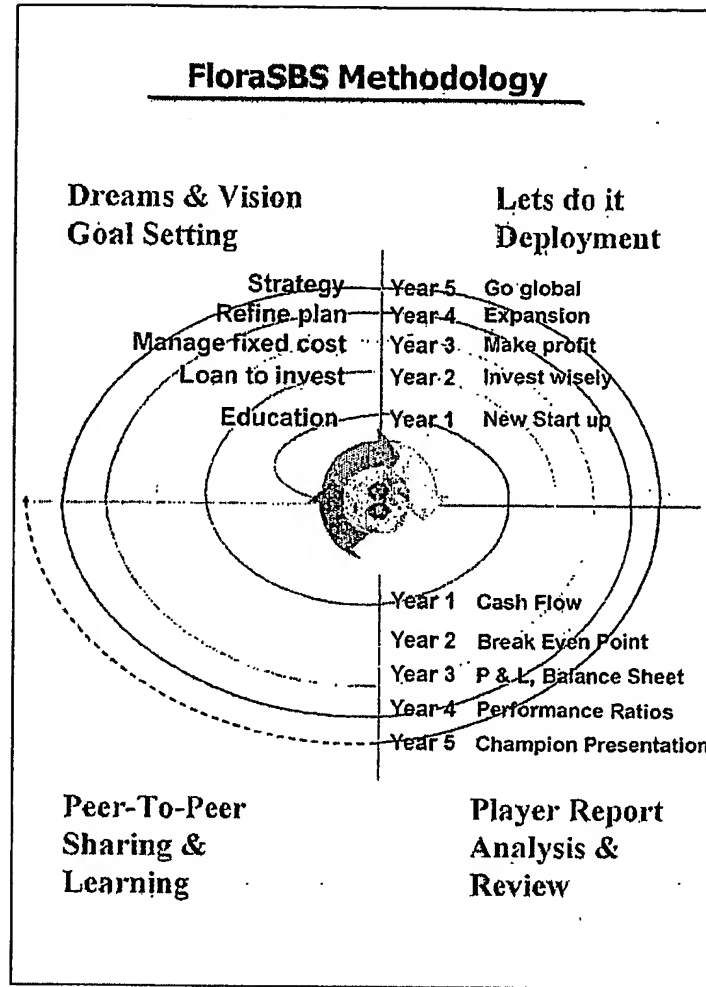 FloraSBS Methodology
Dreams & Vision
Goal Setting
Lets do it
Deployment
Strategy Year 5 Go global
Refine plan Year 4 Expansion
Manage fixed cost Year 3 Make profit
Loan to invest Year 2 Invest wisely
Education Year 1 New Start up
Year 1 Cash Flow
Year 2 Break Even Point
Year 3 P & L, Balance Sheet
Year 4 Performance Ratios
Year 5 Champion Presentation
Peer-To-Peer
Sharing &
Learning
Player Report
Analysis &
Review